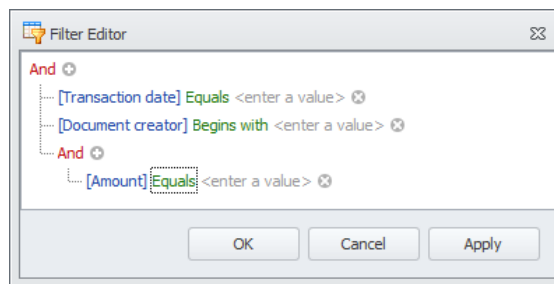 Filter Editor
And
[Transaction date] Equals <enter a value>
[Document creator] Begins with <enter a value>
And
[Amount] Equals <enter a value>
OK Cancel Apply